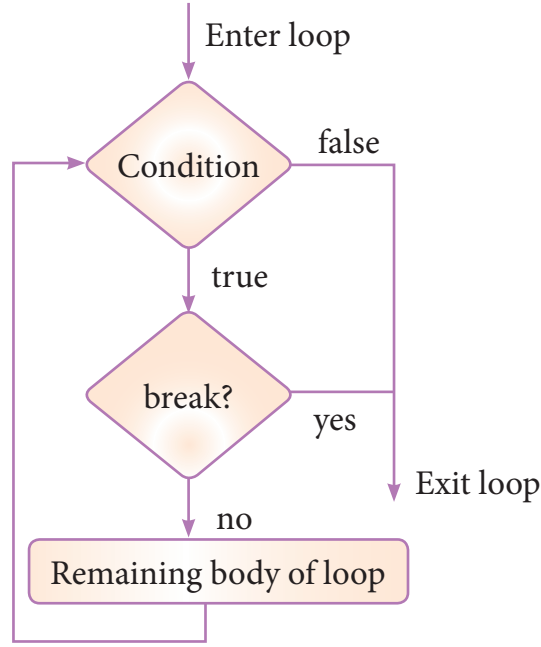 Enter loop
false
Condition
true
break?
yes
Exit loop
no
Remaining body of loop